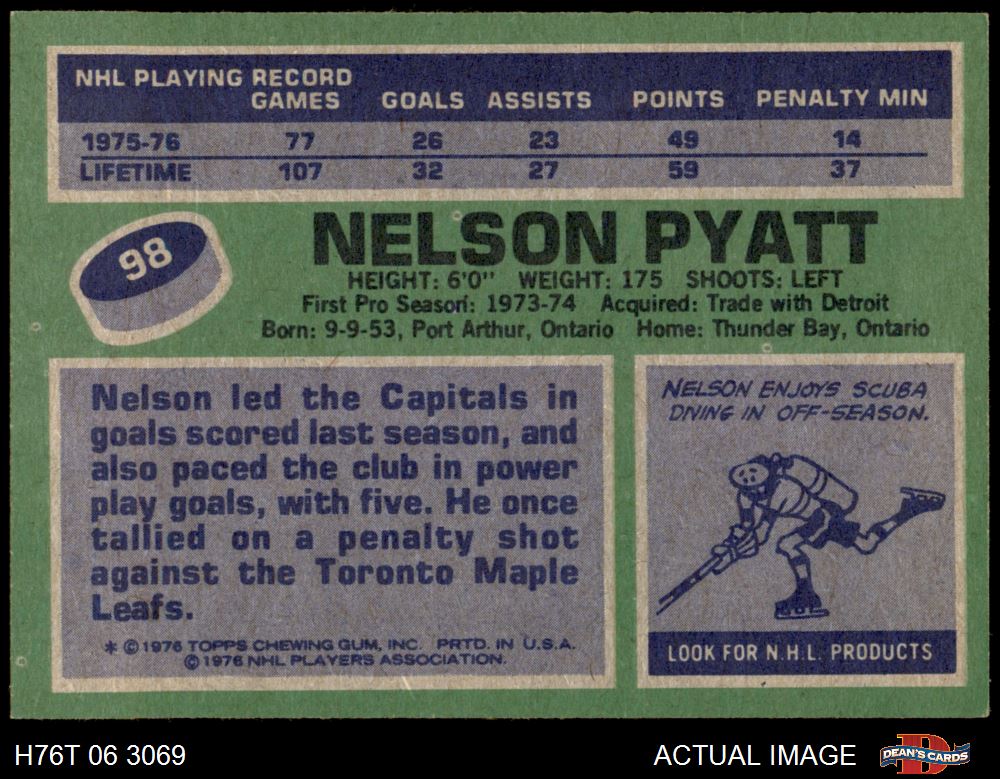 NHL PLAYING RECORD
GAMES GOALS ASSISTS POINTS PENALTY MIN
1975-76 77 26 23 49 14
LIFETIME 107 32 27 59 37
98
NELSON PYATT
HEIGHT: 6'0" WEIGHT: 175 SHOOTS: LEFT
First Pro Season: 1973-74 Acquired: Trade with Detroit
Born: 9-9-53, Port Arthur, Ontario Home: Thunder Bay, Ontario
Nelson led the Capitals in
goals scored last season, and
also paced the club in power
play goals, with five. He once
tallied on a penalty shot
against the Toronto Maple
Leafs.
* © 1976 TOPPS CHEWING GUM, INC. PRTD. IN U.S.A.
© 1976 NHL PLAYERS ASSOCIATION.
NELSON ENJOYS SCUBA
DIVING IN OFF-SEASON.
LOOK FOR N.H.L. PRODUCTS
H76T 06 3069 ACTUAL IMAGE
D
DEAN'S CARDS